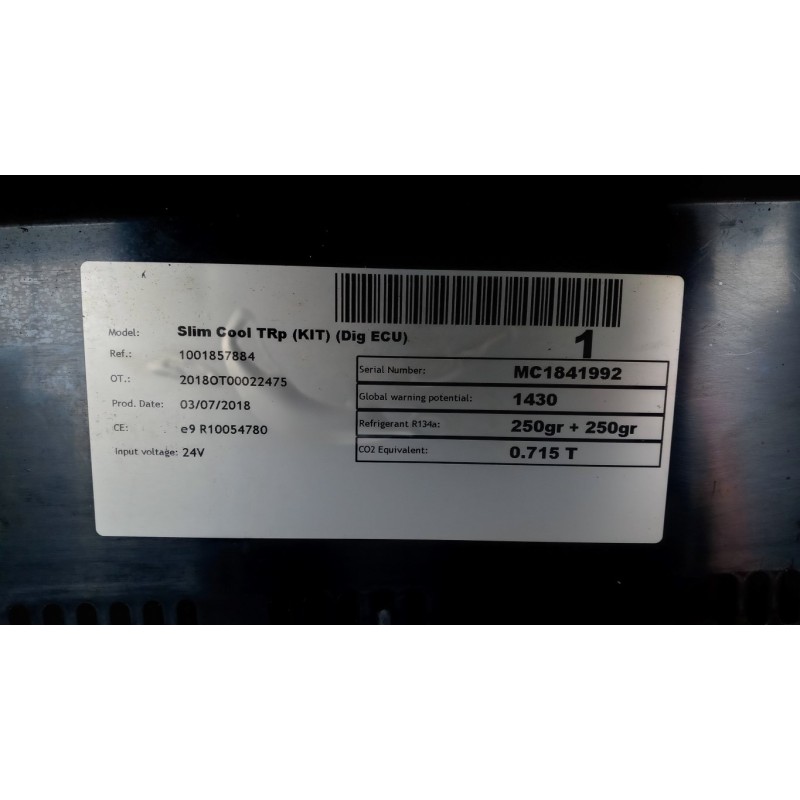 Model: Slim Cool TRp (KIT) (Dig ECU)
Ref.: 1001857884
OT.: 2018OT00022475
Prod. Date: 03/07/2018
CE: e9 R10054780
input voltage: 24V
1
Serial Number: MC1841992
Global warning potential: 1430
Refrigerant R134a: 250gr + 250gr
CO2 Equivalent: 0.715 T